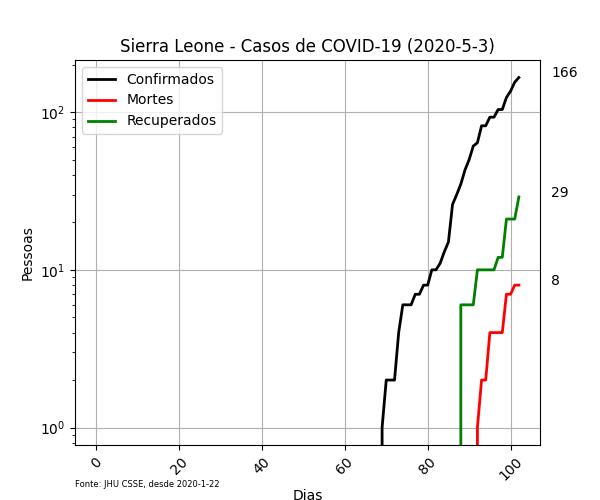 Sierra Leone - Casos de COVID-19 (2020-5-3)
Confirmados
Mortes
Recuperados
166
29
8
Pessoas
10²
10¹
10⁰
0 20 40 60 80 100
Fonte: JHU CSSE, desde 2020-1-22
Dias